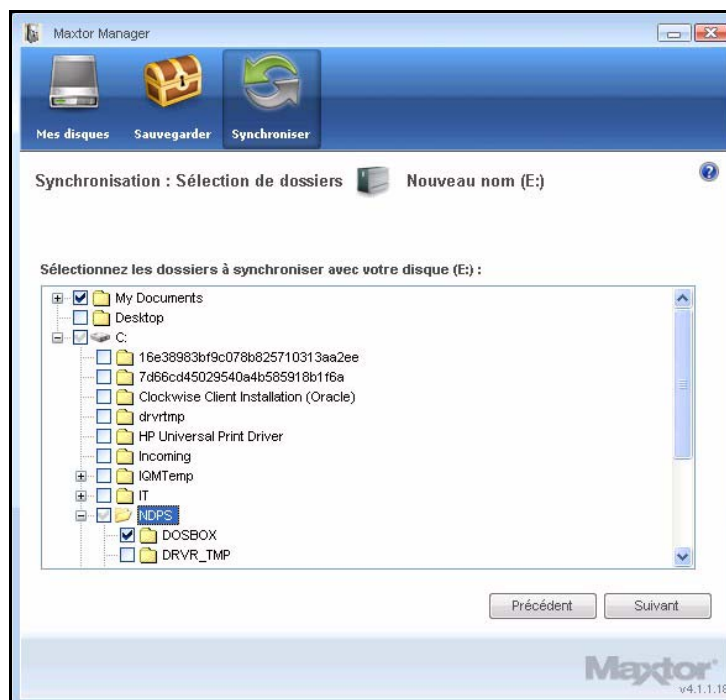 Maxtor Manager
Mes disques Sauvegarder Synchroniser
Synchronisation : Sélection de dossiers Nouveau nom (E:)
Sélectionnez les dossiers à synchroniser avec votre disque (E:) :
My Documents
Desktop
C:
16e38983bf9c078b825710313aa2ee
7d66cd45029540a4b585918b1f6a
Clockwise Client Installation (Oracle)
drvrtmp
HP Universal Print Driver
Incoming
IQMTemp
IT
NDPS
DOSBOX
DRVR_TMP
Précédent Suivant
Maxtor